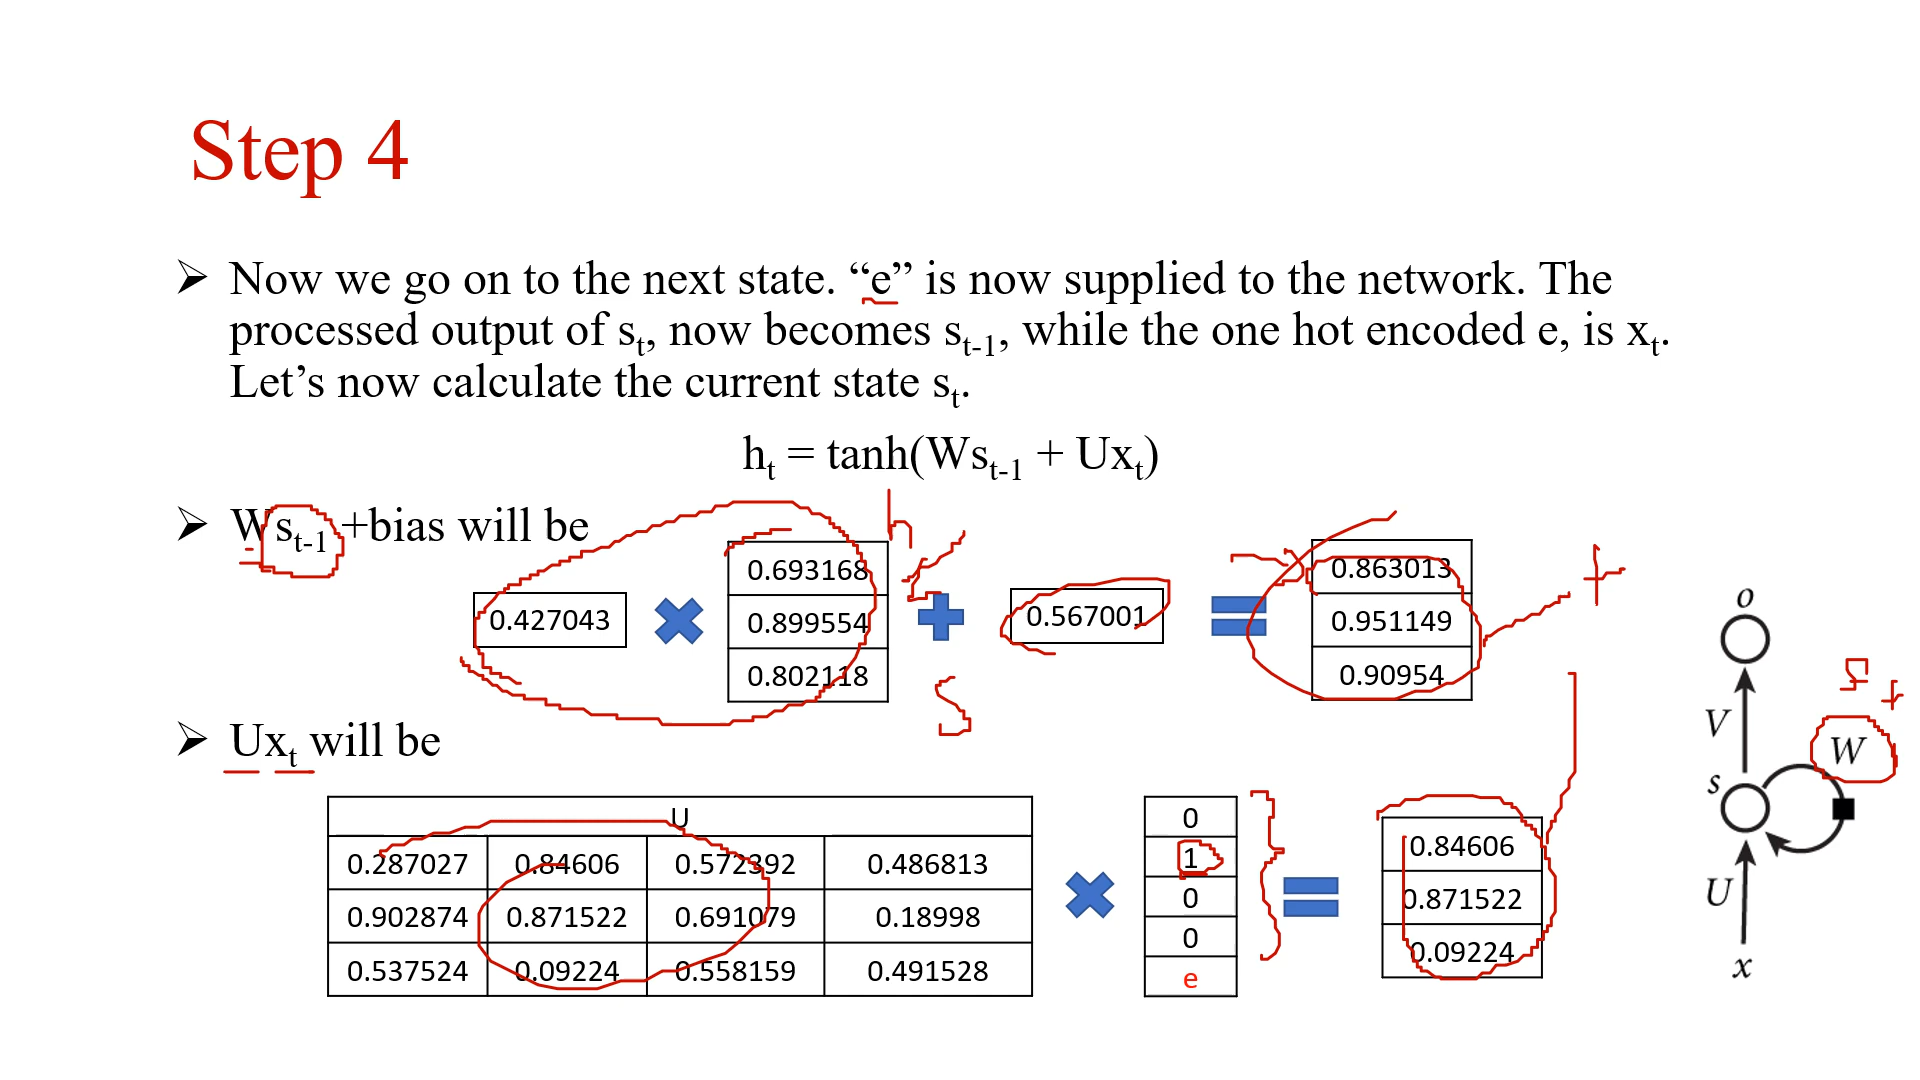 Step 4
➢ Now we go on to the next state. “e” is now supplied to the network. The
processed output of sₜ, now becomes sₜ₋₁, while the one hot encoded e, is xₜ.
Let’s now calculate the current state sₜ.
hₜ = tanh(Wsₜ₋₁ + Uxₜ)
➢ Wsₜ₋₁ +bias will be
h
0.427043
0.693168
0.899554
0.802118
0.567001
0.863013
0.951149
0.90954
+
S
➢ Uxₜ will be
U
0.287027 0.84606 0.572392 0.486813
0.902874 0.871522 0.691079 0.18998
0.537524 0.09224 0.558159 0.491528
0
1
0
0
e
0.84606
0.871522
0.09224
o
V
W
s
U
x